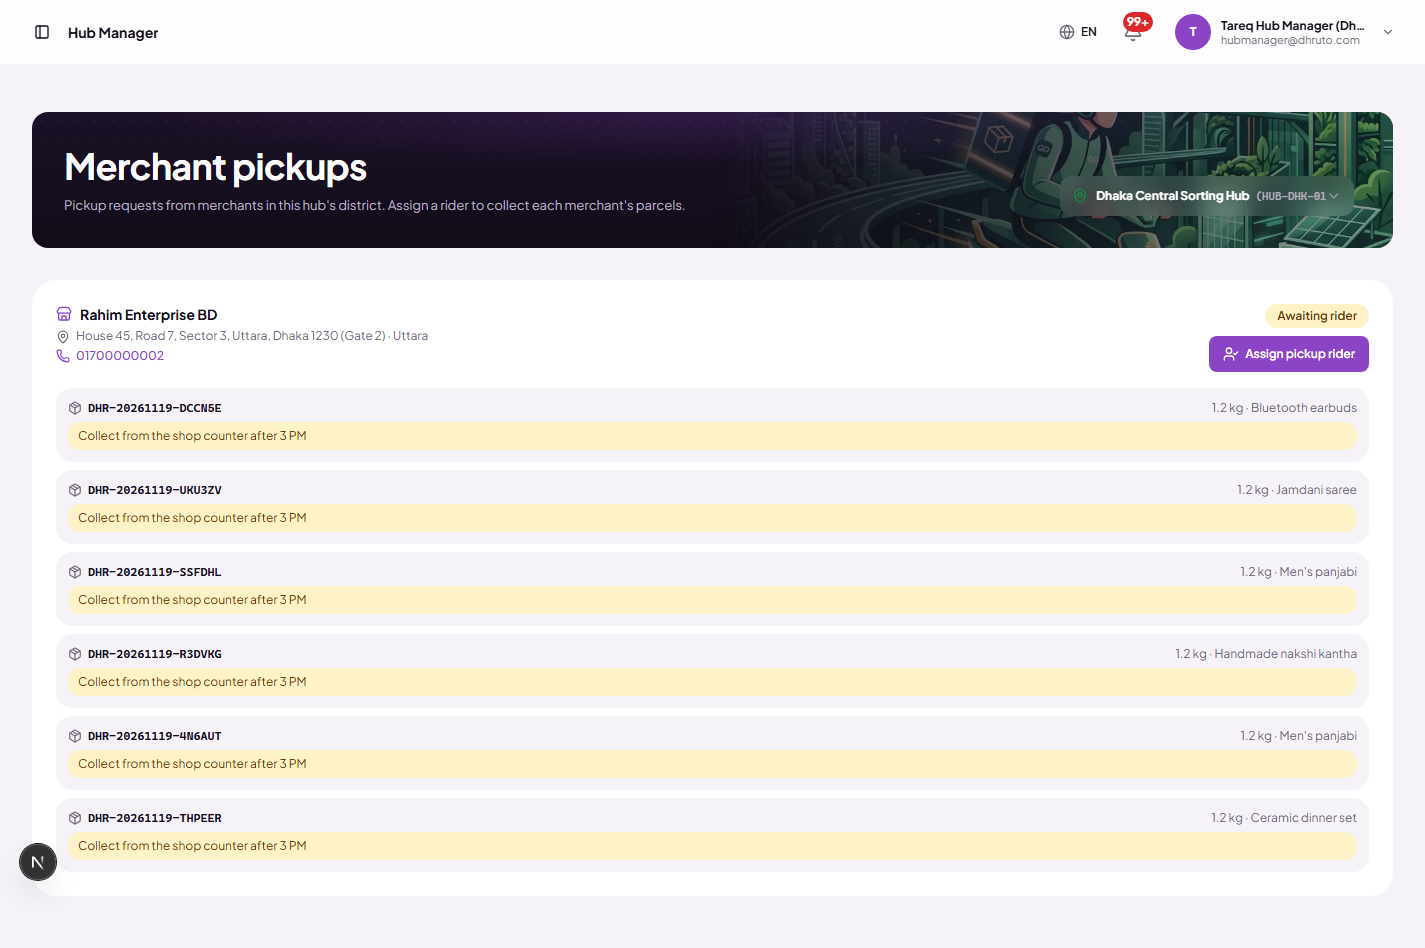 Hub Manager
EN
99+
T
Tareq Hub Manager (Dh...
hubmanager@dhruto.com
Merchant pickups
Pickup requests from merchants in this hub's district. Assign a rider to collect each merchant's parcels.
Dhaka Central Sorting Hub (HUB-DHK-01
GO
Rahim Enterprise BD
House 45, Road 7, Sector 3, Uttara, Dhaka 1230 (Gate 2) · Uttara
01700000002
Awaiting rider
Assign pickup rider
DHR-20261119-DCCN5E
1.2 kg · Bluetooth earbuds
Collect from the shop counter after 3 PM
DHR-20261119-UKU3ZV
1.2 kg · Jamdani saree
Collect from the shop counter after 3 PM
DHR-20261119-SSFDHL
1.2 kg · Men's panjabi
Collect from the shop counter after 3 PM
DHR-20261119-R3DVKG
1.2 kg · Handmade nakshi kantha
Collect from the shop counter after 3 PM
DHR-20261119-4N6AUT
1.2 kg · Men's panjabi
Collect from the shop counter after 3 PM
DHR-20261119-THPEER
1.2 kg · Ceramic dinner set
Collect from the shop counter after 3 PM
N